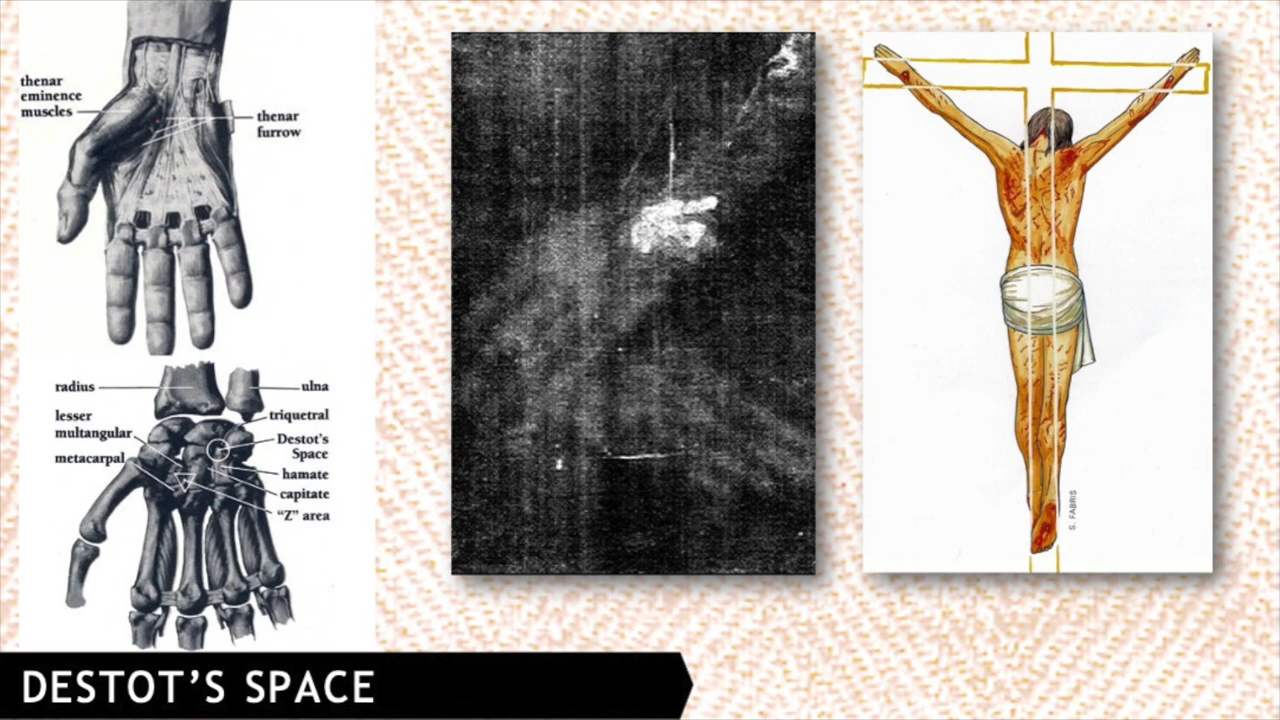 thenar
eminence
muscles
thenar
furrow
radius
ulna
lesser
multangular
triquetral
Destot's
Space
metacarpal
hamate
capitate
"Z" area
S. FABRIS
DESTOT'S SPACE